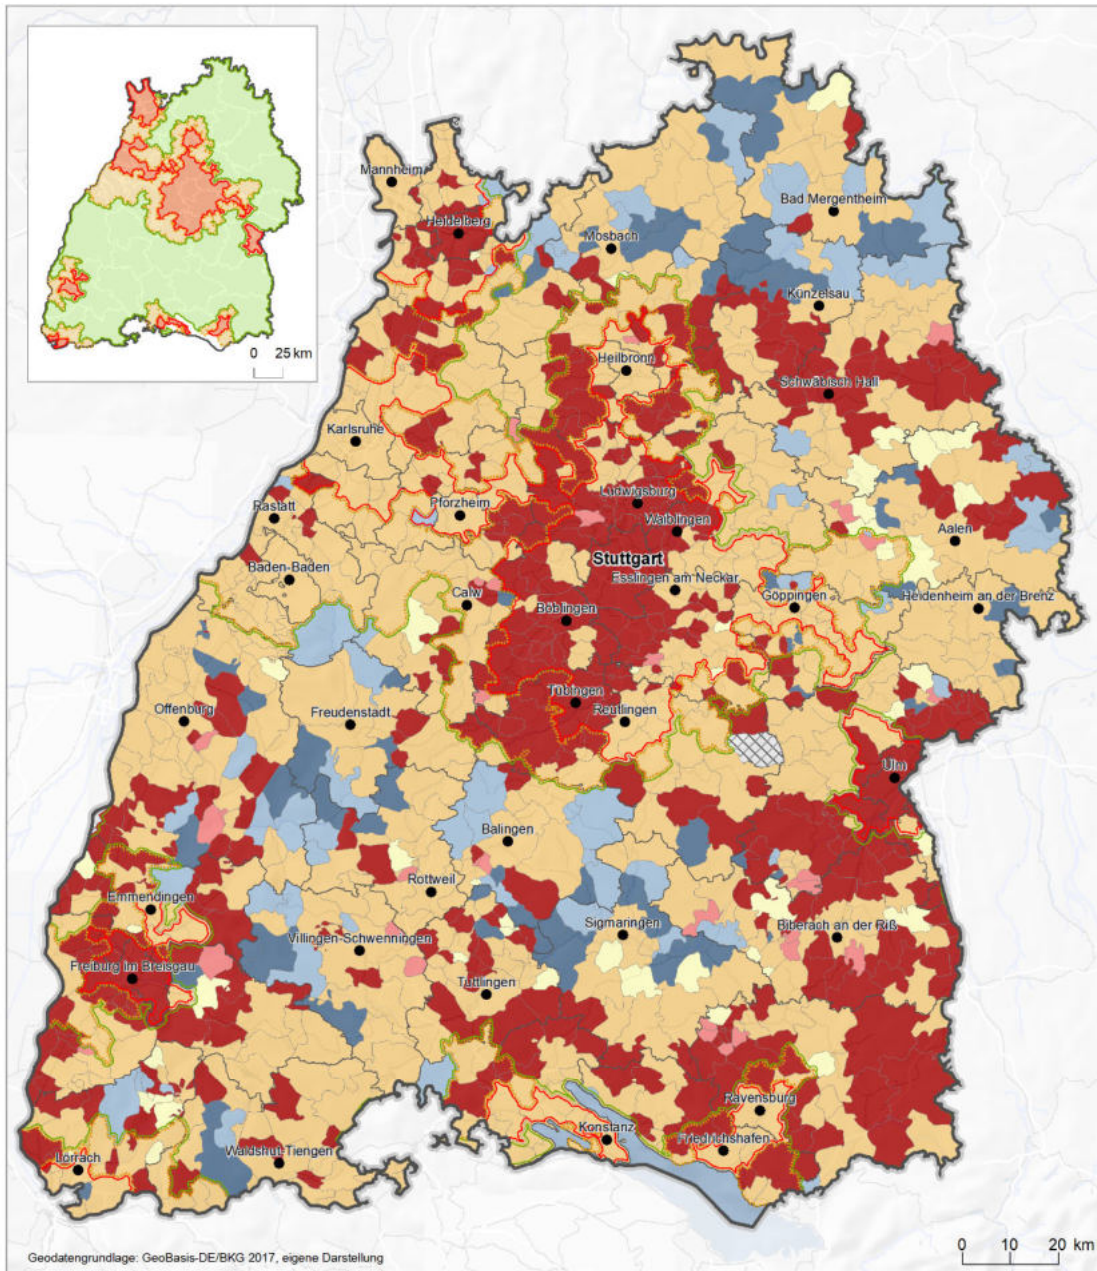 0 25 km
Mannheim
Heidelberg
Mosbach
Bad Mergentheim
Künzelsau
Heilbronn
Schwäbisch Hall
Karlsruhe
Pforzheim
Ludwigsburg
Rastatt
Waiblingen
Aalen
Stuttgart
Baden-Baden
Esslingen am Neckar
Calw
Göppingen
Heidenheim an der Brenz
Böblingen
Tübingen
Offenburg
Freudenstadt
Reutlingen
Ulm
Balingen
Rottweil
Emmendingen
Sigmaringen
Biberach an der Riß
Villingen-Schwenningen
Freiburg im Breisgau
Tuttlingen
Ravensburg
Konstanz
Friedrichshafen
Waldshut-Tiengen
Lörrach
Geodatengrundlage: GeoBasis-DE/BKG 2017, eigene Darstellung
0 10 20 km